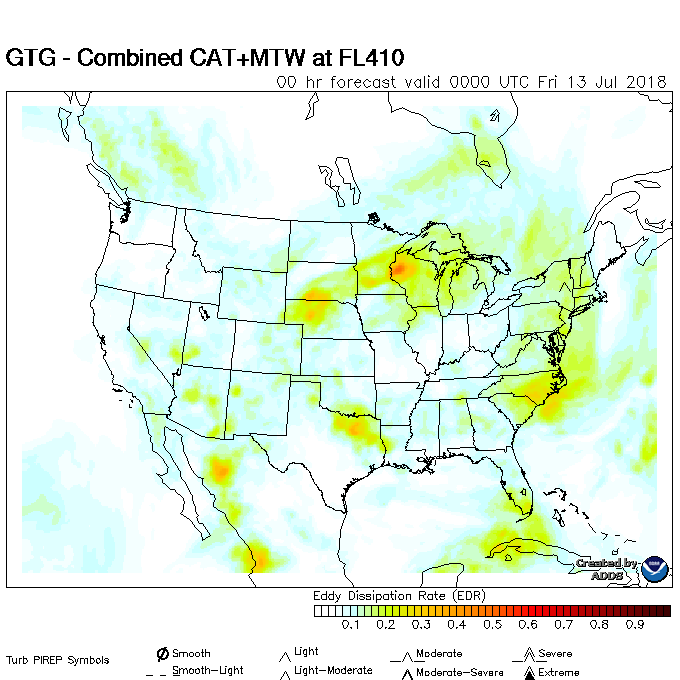 GTG - Combined CAT+MTW at FL410
00 hr forecast valid 0000 UTC Fri 13 Jul 2018
Created by
ADDS
Eddy Dissipation Rate (EDR)
0.1 0.2 0.3 0.4 0.5 0.6 0.7 0.8 0.9
Turb PIREP Symbols
Smooth Light Moderate Severe
Smooth-Light Light-Moderate Moderate-Severe Extreme